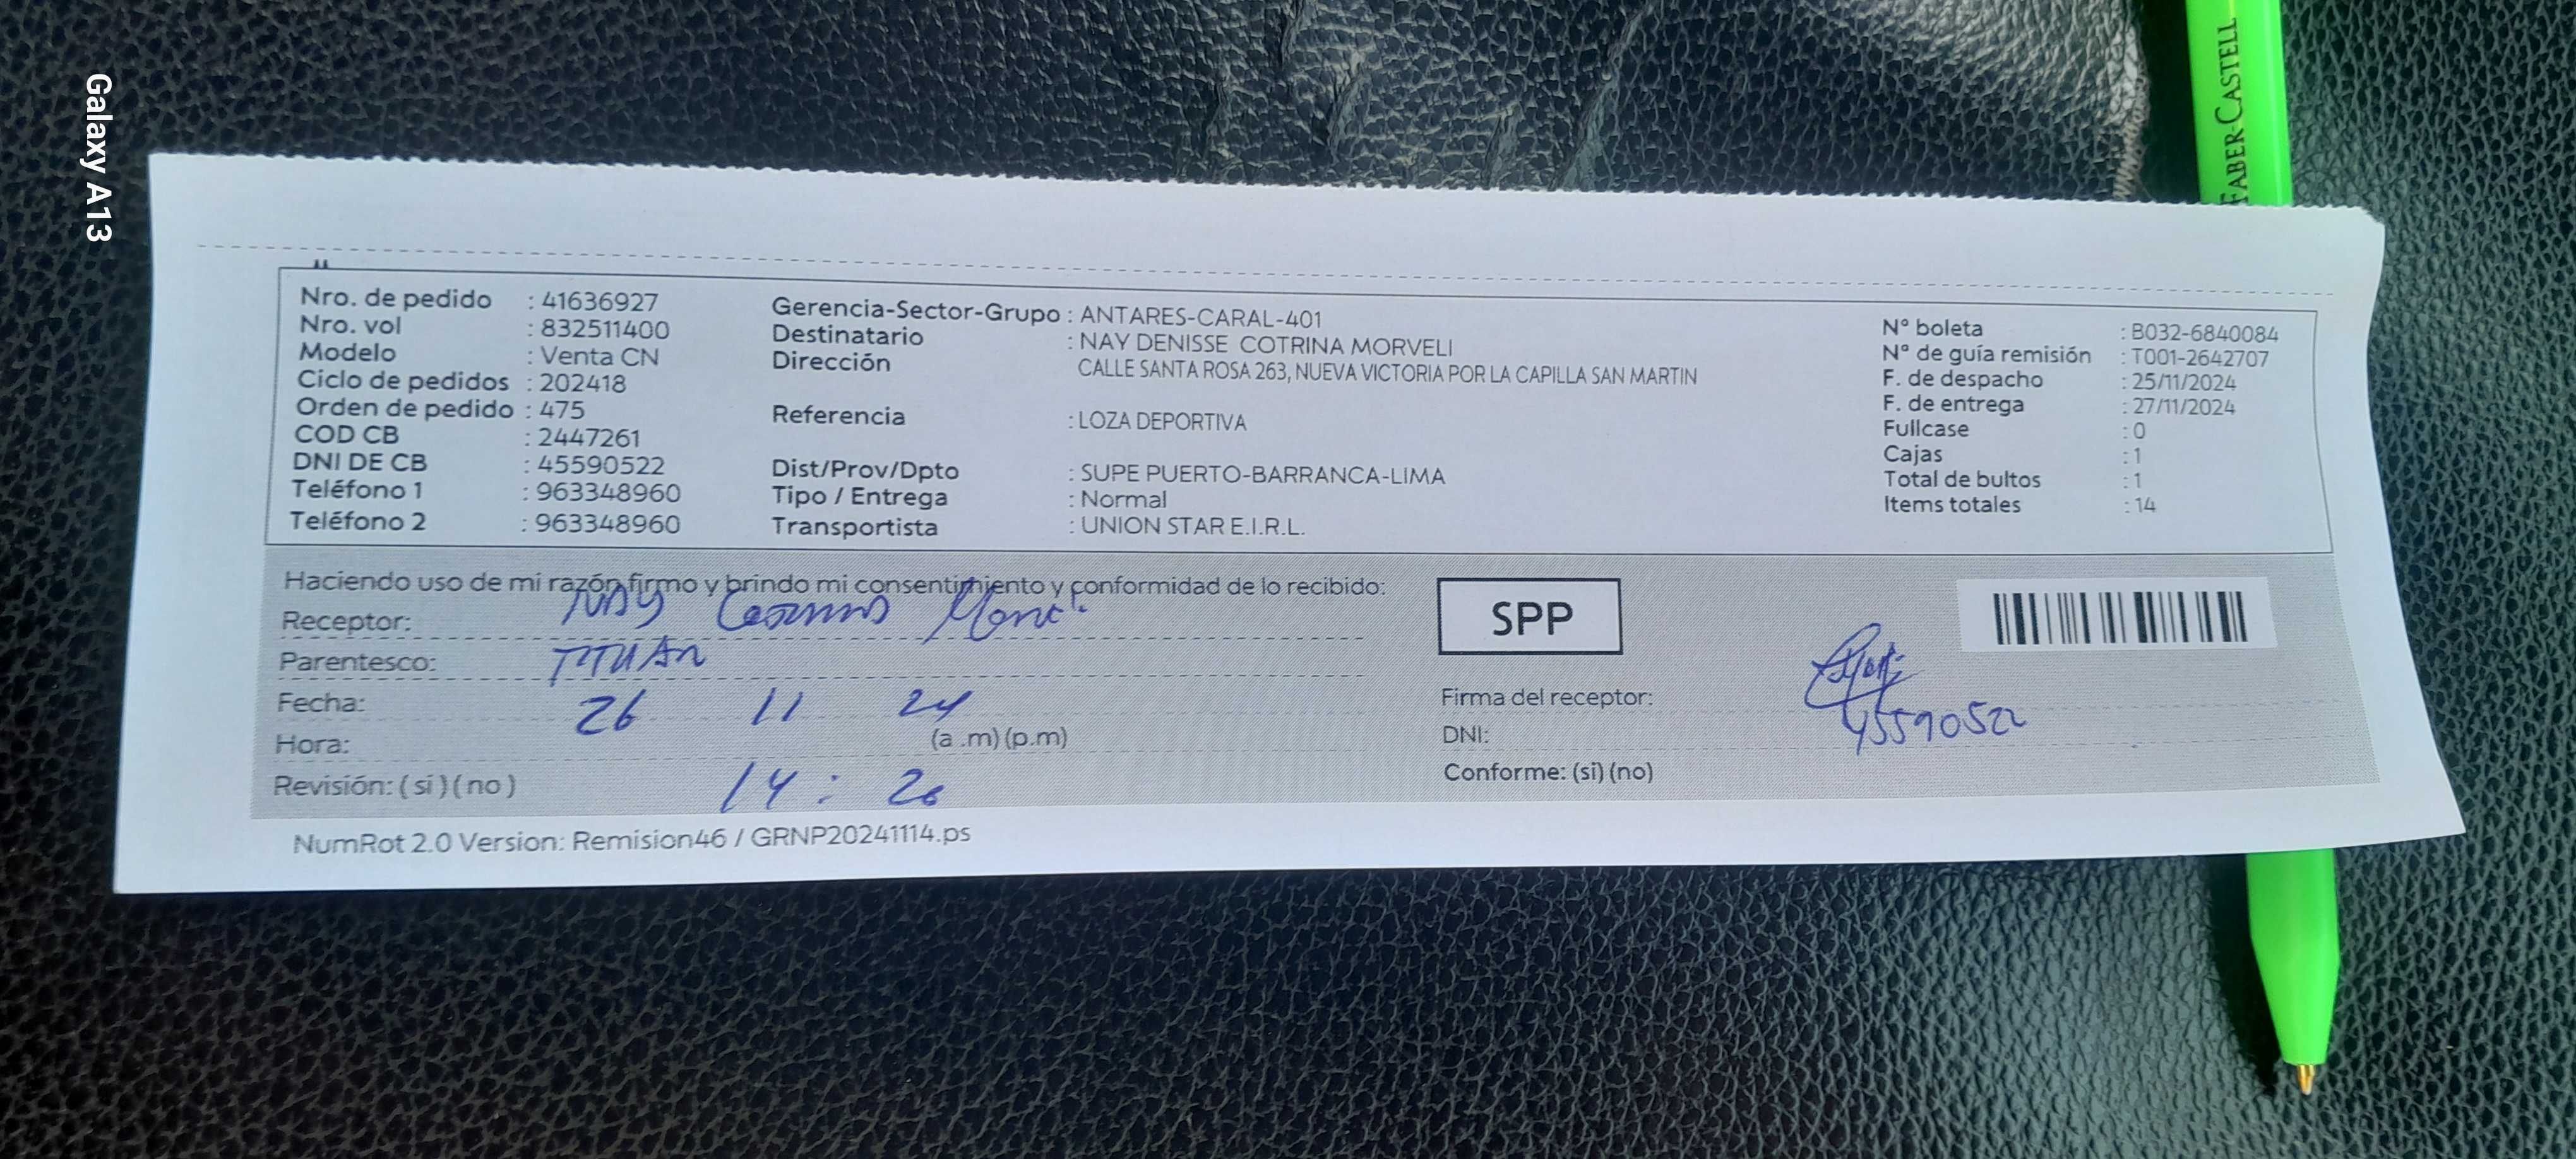 Galaxy A13
FABER-CASTELL
Nro. de pedido : 41636927
Nro. vol : 832511400
Modelo : Venta CN
Ciclo de pedidos : 202418
Orden de pedido : 475
COD CB : 2447261
DNI DE CB : 45590522
Teléfono 1 : 963348960
Teléfono 2 : 963348960
Gerencia-Sector-Grupo : ANTARES-CARAL-401
Destinatario : NAY DENISSE COTRINA MORVELI
Dirección CALLE SANTA ROSA 263, NUEVA VICTORIA POR LA CAPILLA SAN MARTIN
Referencia : LOZA DEPORTIVA
Dist/Prov/Dpto : SUPE PUERTO-BARRANCA-LIMA
Tipo / Entrega : Normal
Transportista : UNION STAR E.I.R.L.
N° boleta : B032-6840084
N° de guía remisión : T001-2642707
F. de despacho : 25/11/2024
F. de entrega : 27/11/2024
Fullcase : 0
Cajas : 1
Total de bultos : 1
Items totales : 14
Haciendo uso de mi razón firmo y brindo mi consentimiento y conformidad de lo recibido:
Receptor: NAY
Parentesco:
Fecha: 26 11 24
Hora: (a .m) (p.m)
Revisión: ( si ) ( no ) 14 : 20
SPP
Firma del receptor:
DNI: 45590522
Conforme: (si) (no)
NumRot 2.0 Version: Remision46 / GRNP20241114.ps